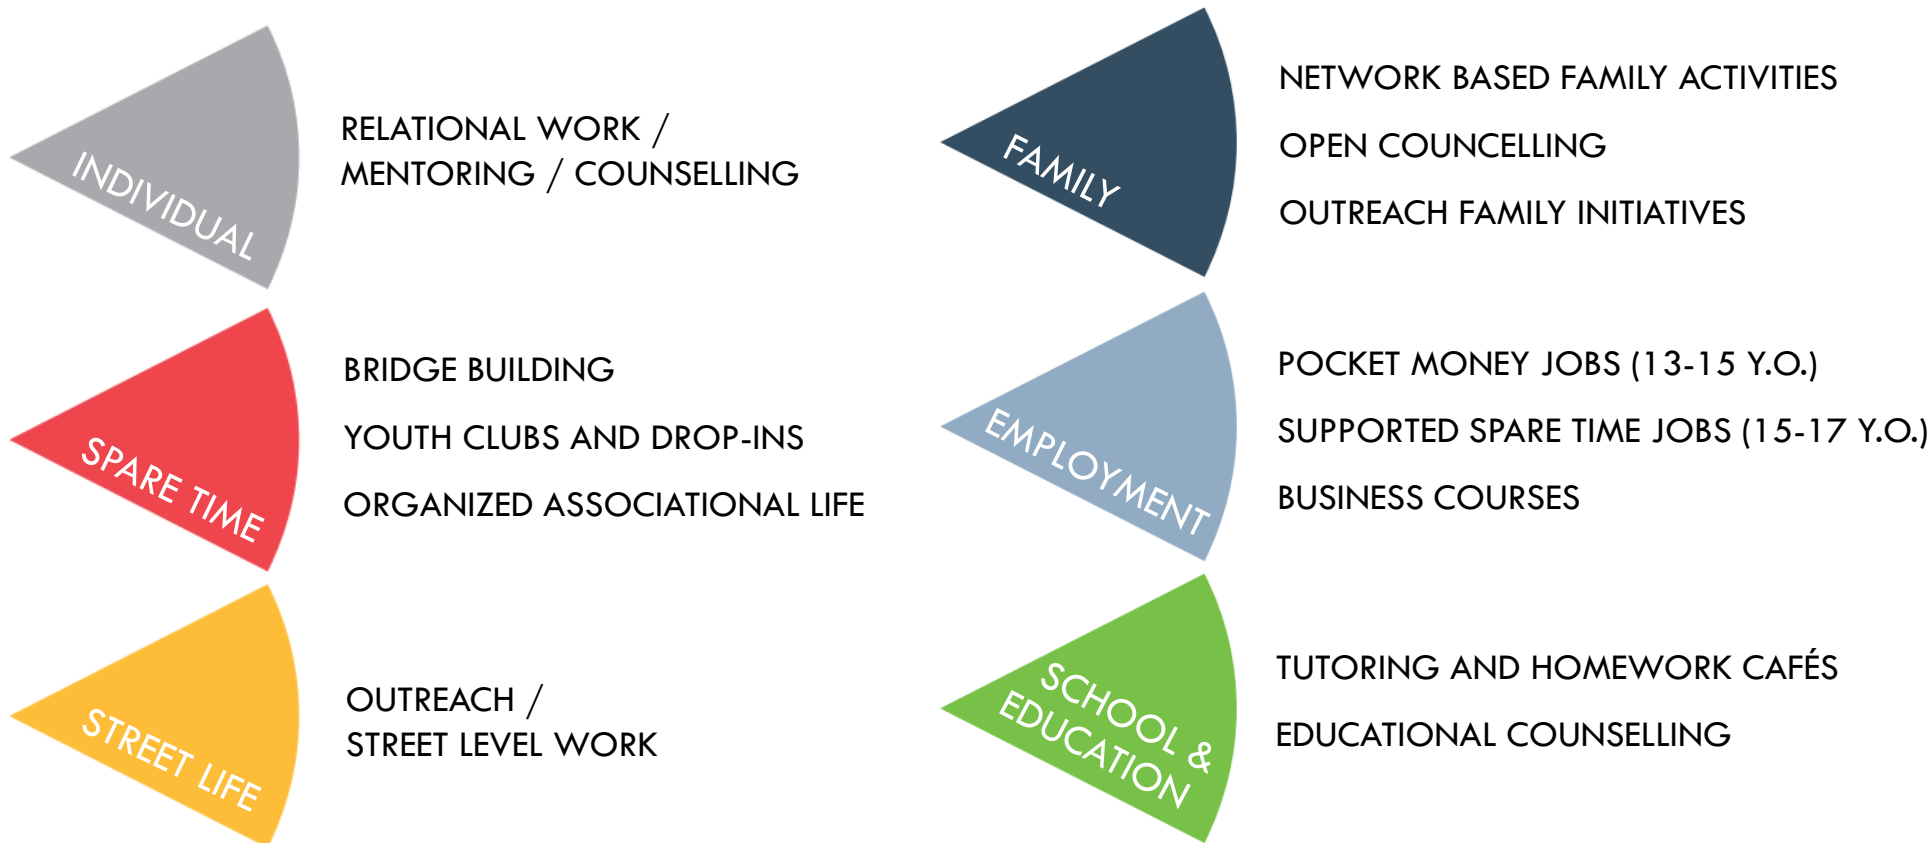 INDIVIDUAL
RELATIONAL WORK /
MENTORING / COUNSELLING
SPARE TIME
BRIDGE BUILDING
YOUTH CLUBS AND DROP-INS
ORGANIZED ASSOCIATIONAL LIFE
STREET LIFE
OUTREACH /
STREET LEVEL WORK
FAMILY
NETWORK BASED FAMILY ACTIVITIES
OPEN COUNCELLING
OUTREACH FAMILY INITIATIVES
EMPLOYMENT
POCKET MONEY JOBS (13-15 Y.O.)
SUPPORTED SPARE TIME JOBS (15-17 Y.O.)
BUSINESS COURSES
SCHOOL &
EDUCATION
TUTORING AND HOMEWORK CAFÉS
EDUCATIONAL COUNSELLING